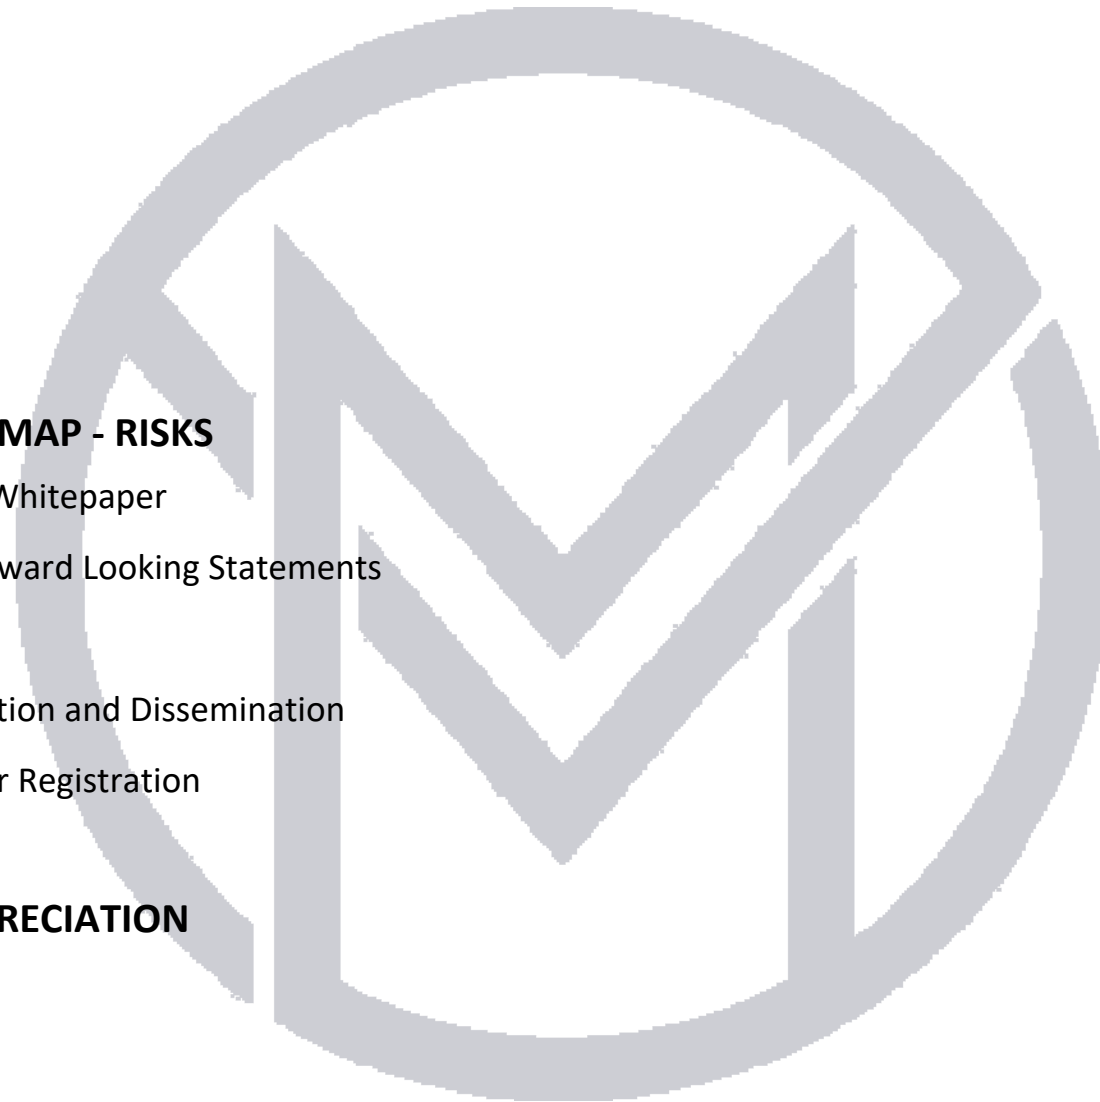 MAP - RISKS
Whitepaper
ward Looking Statements
tion and Dissemination
r Registration
RECIATION